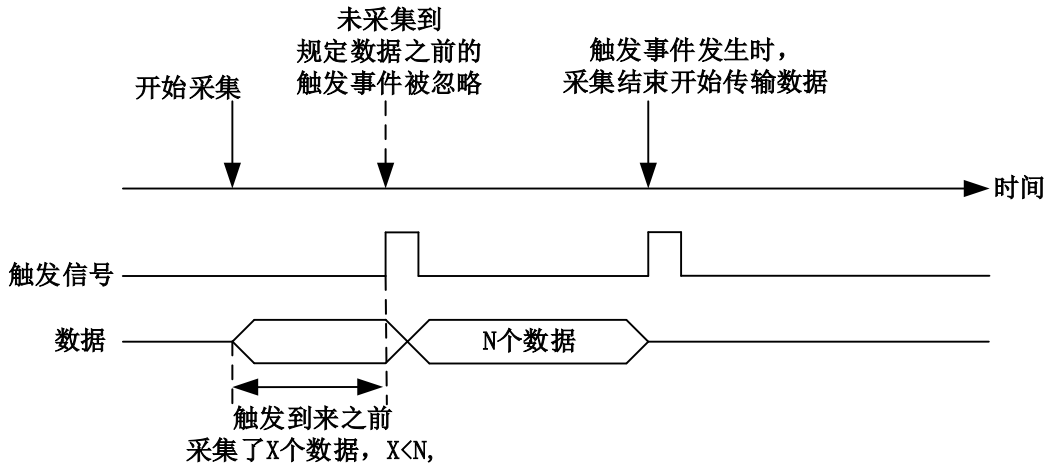 未采集到
规定数据之前的
触发事件被忽略
触发事件发生时,
采集结束开始传输数据
开始采集
时间
触发信号
数据
N个数据
触发到来之前
采集了X个数据，X<N,